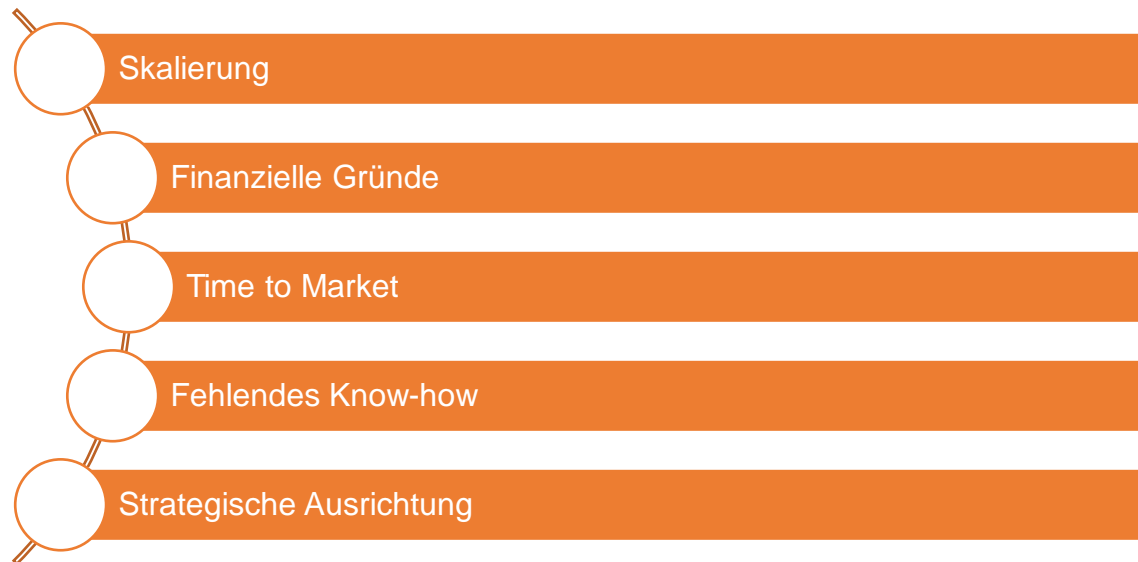 Skalierung
Finanzielle Gründe
Time to Market
Fehlendes Know-how
Strategische Ausrichtung